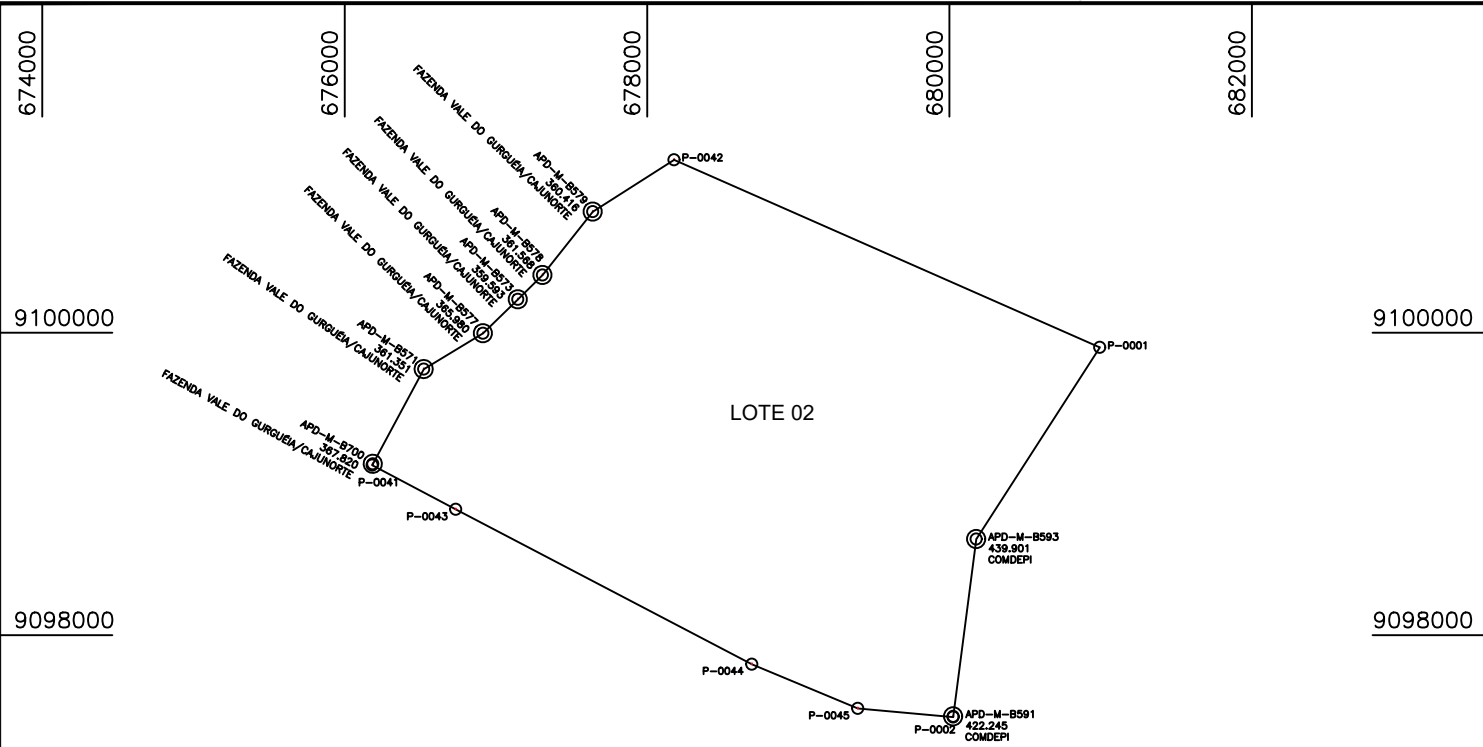 674000
676000
678000
680000
682000
FAZENDA VALE DO GURGUÉIA/CAJUNORTE
APD-M-B579
360.416
P-0042
FAZENDA VALE DO GURGUÉIA/CAJUNORTE
APD-M-B578
361.568
FAZENDA VALE DO GURGUÉIA/CAJUNORTE
APD-M-B573
359.593
FAZENDA VALE DO GURGUÉIA/CAJUNORTE
APD-M-B577
365.980
FAZENDA VALE DO GURGUÉIA/CAJUNORTE
APD-M-B571
361.351
9100000
9100000
P-0001
FAZENDA VALE DO GURGUÉIA/CAJUNORTE
APD-M-B700
367.820
P-0041
LOTE 02
P-0043
APD-M-B593
439.901
COMDEPI
9098000
9098000
P-0044
P-0045
P-0002
APD-M-B591
422.245
COMDEPI